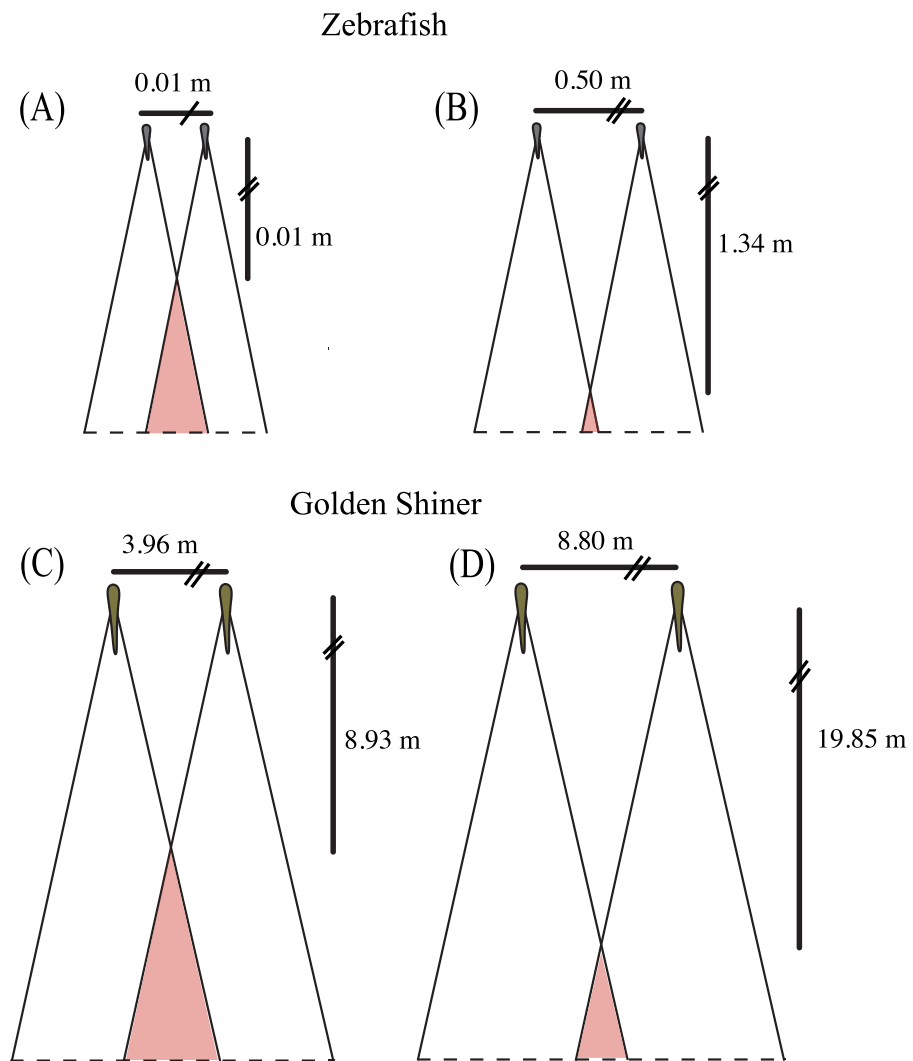 Zebrafish
(A)
0.01 m
0.01 m
(B)
0.50 m
1.34 m
Golden Shiner
(C)
3.96 m
8.93 m
(D)
8.80 m
19.85 m